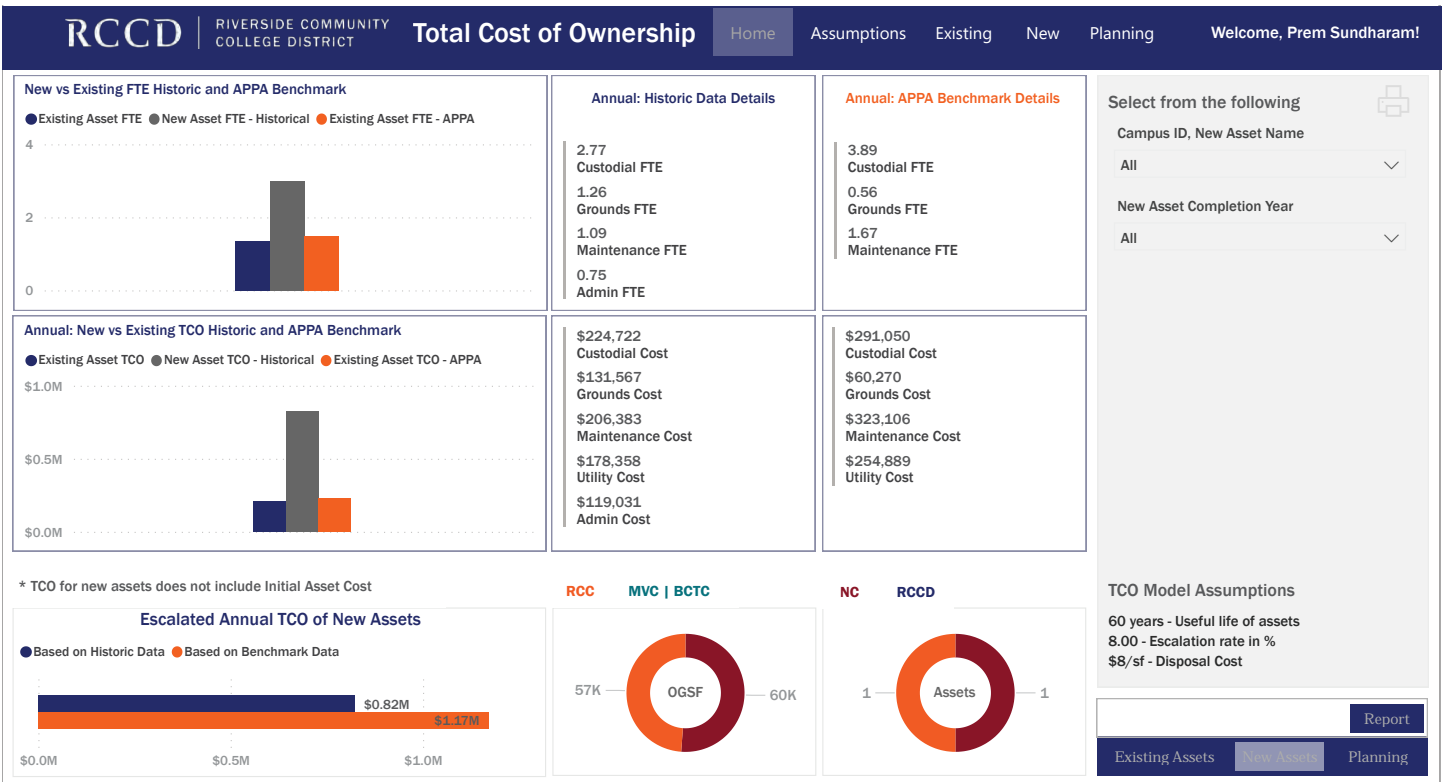 RCCD
RIVERSIDE COMMUNITY
COLLEGE DISTRICT
Total Cost of Ownership
Home
Assumptions
Existing
New
Planning
Welcome, Prem Sundharam!
New vs Existing FTE Historic and APPA Benchmark
Existing Asset FTE New Asset FTE - Historical Existing Asset FTE - APPA
4
2
0
Annual: Historic Data Details
2.77
Custodial FTE
1.26
Grounds FTE
1.09
Maintenance FTE
0.75
Admin FTE
Annual: APPA Benchmark Details
3.89
Custodial FTE
0.56
Grounds FTE
1.67
Maintenance FTE
Select from the following
Campus ID, New Asset Name
All
New Asset Completion Year
All
Annual: New vs Existing TCO Historic and APPA Benchmark
Existing Asset TCO New Asset TCO - Historical Existing Asset TCO - APPA
$1.0M
$0.5M
$0.0M
$224,722
Custodial Cost
$131,567
Grounds Cost
$206,383
Maintenance Cost
$178,358
Utility Cost
$119,031
Admin Cost
$291,050
Custodial Cost
$60,270
Grounds Cost
$323,106
Maintenance Cost
$254,889
Utility Cost
* TCO for new assets does not include Initial Asset Cost
Escalated Annual TCO of New Assets
Based on Historic Data Based on Benchmark Data
$0.82M
$1.17M
$0.0M $0.5M $1.0M
RCC MVC | BCTC
57K OGSF 60K
NC RCCD
1 Assets 1
TCO Model Assumptions
60 years - Useful life of assets
8.00 - Escalation rate in %
$8/sf - Disposal Cost
Report
Existing Assets New Assets Planning